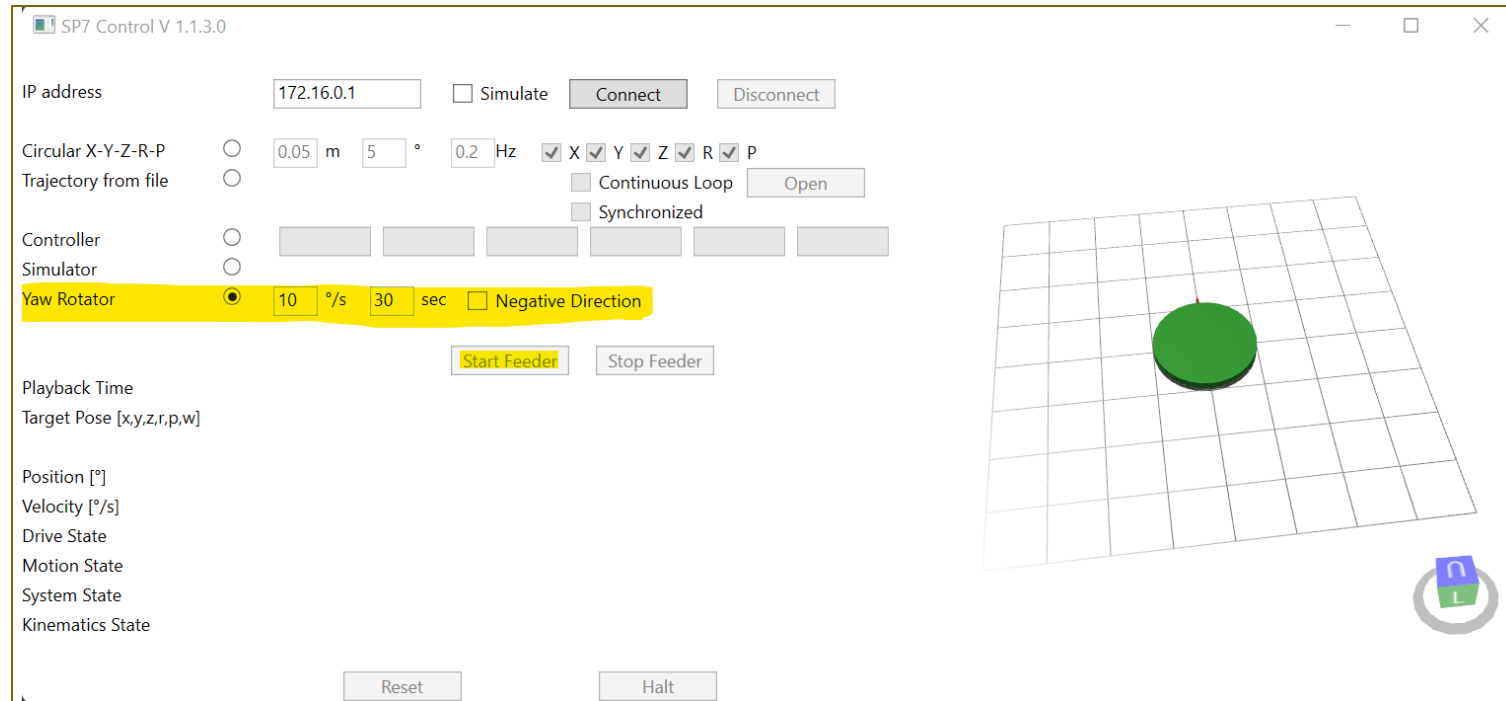 SP7 Control V 1.1.3.0
IP address 172.16.0.1 Simulate Connect Disconnect
Circular X-Y-Z-R-P 0.05 m 5 ° 0.2 Hz X Y Z R P
Trajectory from file Continuous Loop Open
Synchronized
Controller
Simulator
Yaw Rotator 10 °/s 30 sec Negative Direction
Start Feeder Stop Feeder
Playback Time
Target Pose [x,y,z,r,p,w]
Position [°]
Velocity [°/s]
Drive State
Motion State
System State
Kinematics State
U
L
Reset Halt